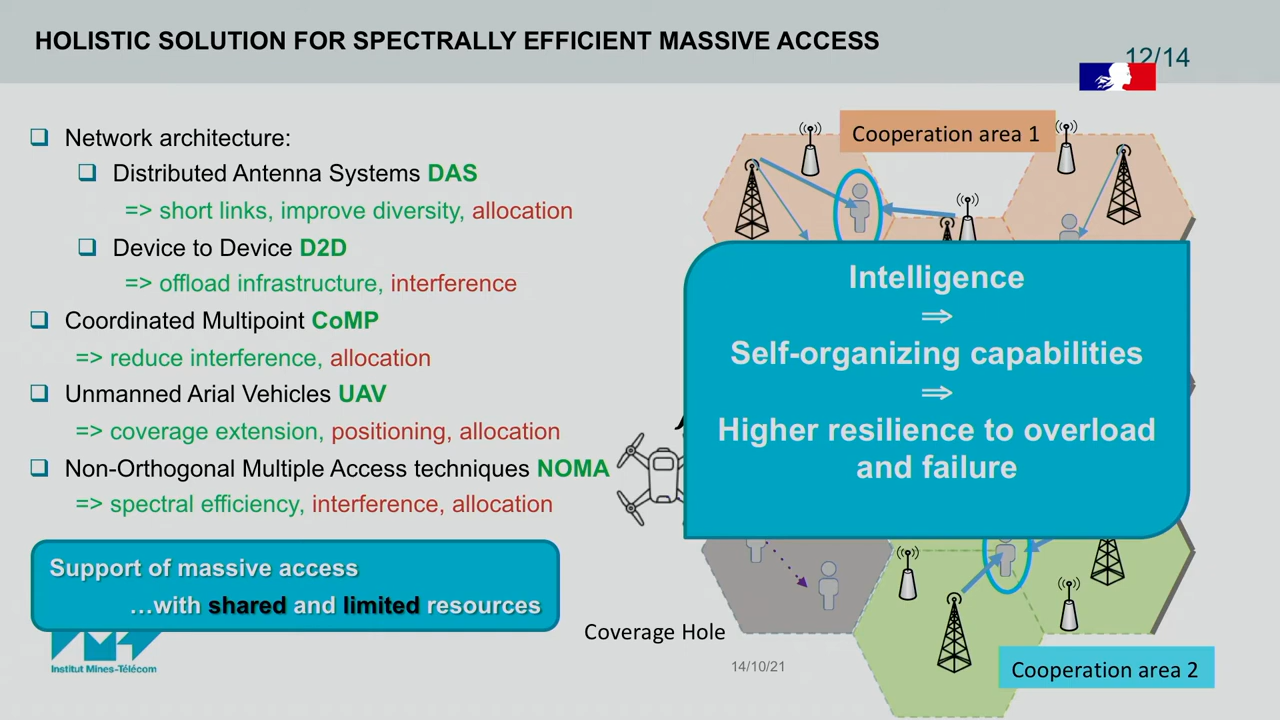 HOLISTIC SOLUTION FOR SPECTRALLY EFFICIENT MASSIVE ACCESS
12/14
❑ Network architecture:
❑ Distributed Antenna Systems DAS
=> short links, improve diversity, allocation
❑ Device to Device D2D
=> offload infrastructure, interference
❑ Coordinated Multipoint CoMP
=> reduce interference, allocation
❑ Unmanned Arial Vehicles UAV
=> coverage extension, positioning, allocation
❑ Non-Orthogonal Multiple Access techniques NOMA
=> spectral efficiency, interference, allocation
Support of massive access
…with shared and limited resources
Institut Mines-Télécom
Cooperation area 1
Intelligence
⇒
Self-organizing capabilities
⇒
Higher resilience to overload
and failure
Coverage Hole
14/10/21
Cooperation area 2